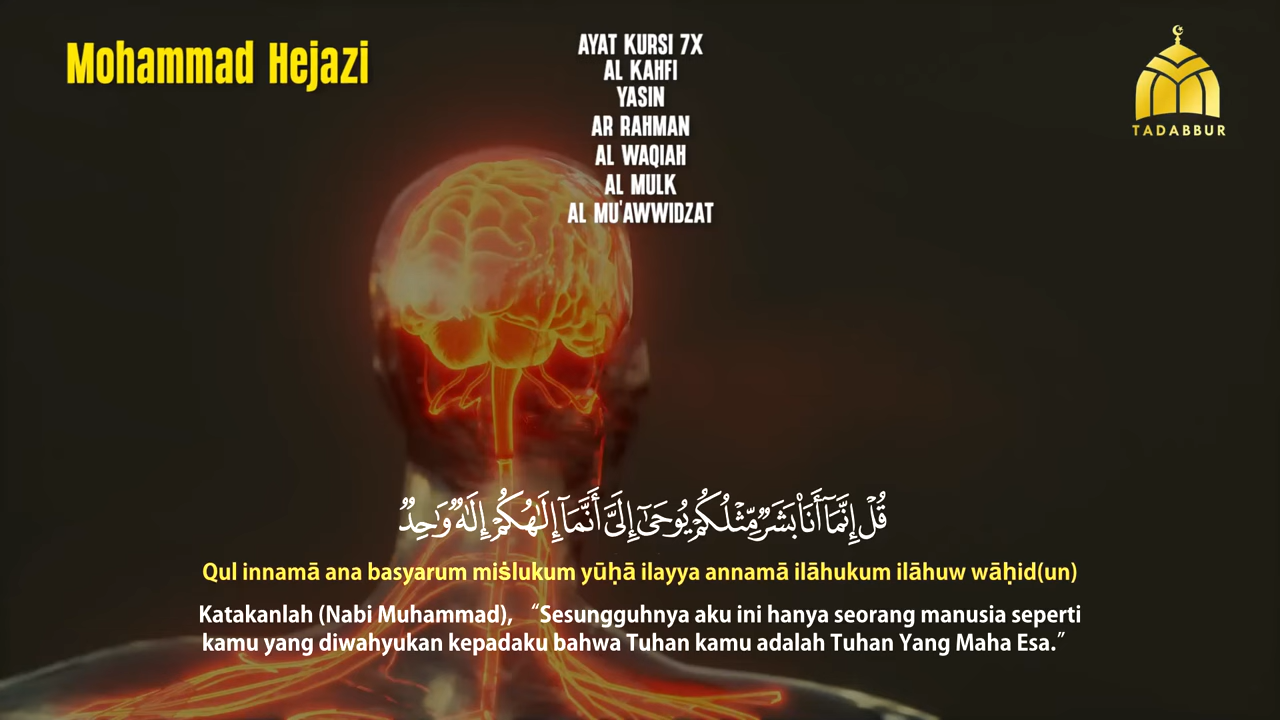 Mohammad Hejazi
AYAT KURSI 7X
AL KAHFI
YASIN
AR RAHMAN
AL WAQIAH
AL MULK
AL MU'AWWIDZAT
TADABBUR
قُلْ إِنَّمَآ أَنَا۠ بَشَرٌ مِّثْلُكُمْ يُوحَىٰٓ إِلَىَّ أَنَّمَآ إِلَٰهُكُمْ إِلَٰهٌ وَٰحِدٌ
Qul innamā ana basyarum miṡlukum yūḥā ilayya annamā ilāhukum ilāhuw wāḥid(un)
Katakanlah (Nabi Muhammad), “Sesungguhnya aku ini hanya seorang manusia seperti
kamu yang diwahyukan kepadaku bahwa Tuhan kamu adalah Tuhan Yang Maha Esa.”